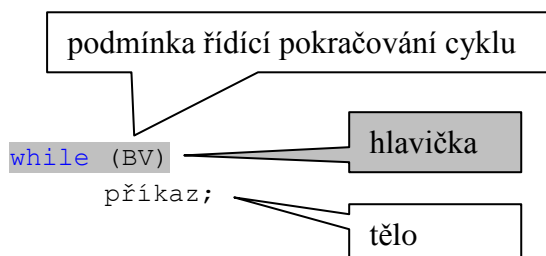 podmínka řídící pokračování cyklu
while (BV)
hlavička
příkaz;
tělo